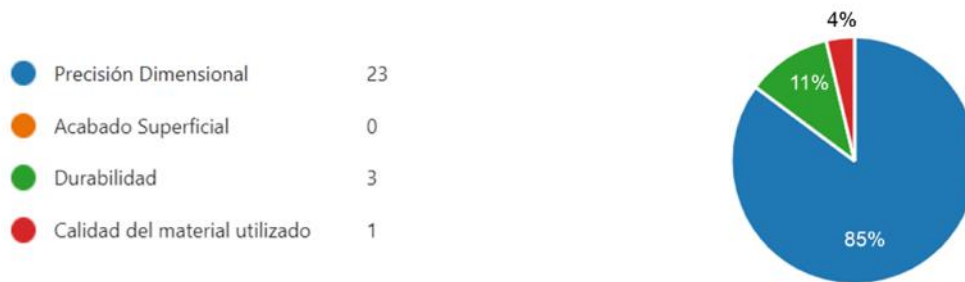 Precisión Dimensional 23
Acabado Superficial 0
Durabilidad 3
Calidad del material utilizado 1
4%
11%
85%